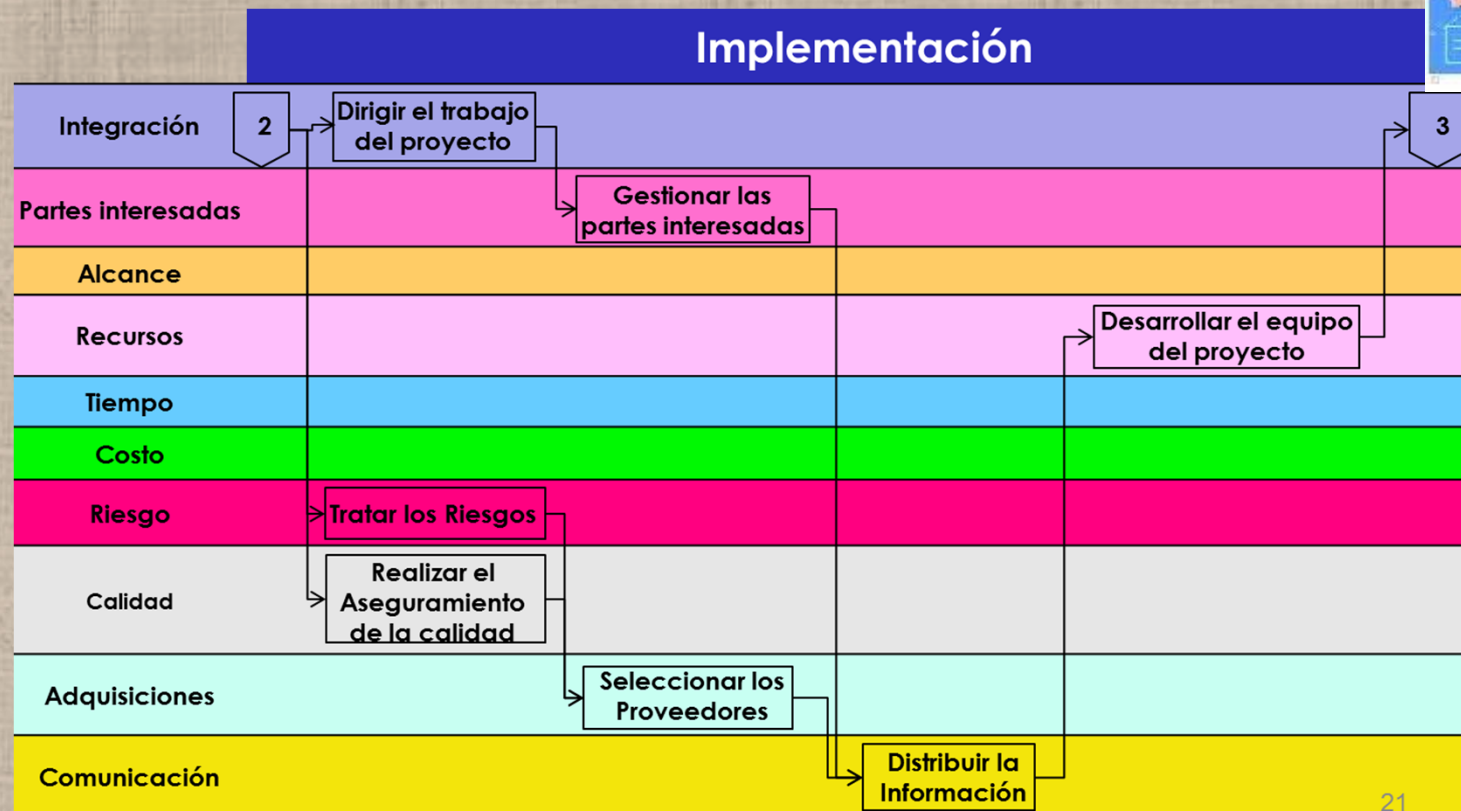 Implementación
Integración
2
Dirigir el trabajo
del proyecto
3
Partes interesadas
Gestionar las
partes interesadas
Alcance
Recursos
Desarrollar el equipo
del proyecto
Tiempo
Costo
Riesgo
Tratar los Riesgos
Calidad
Realizar el
Aseguramiento
de la calidad
Adquisiciones
Seleccionar los
Proveedores
Comunicación
Distribuir la
Información
21